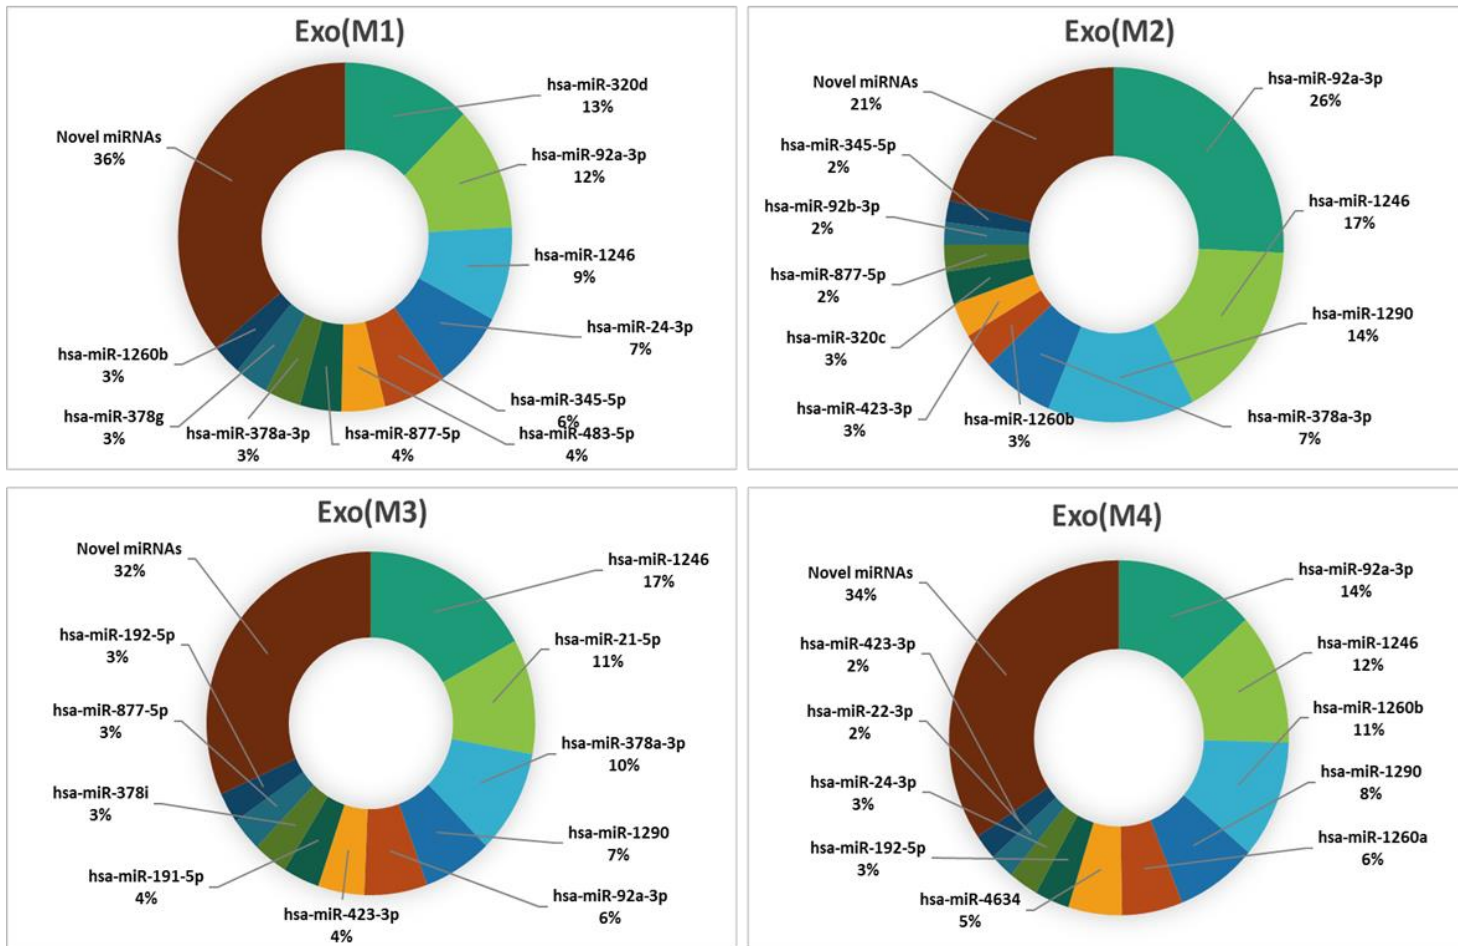 Exo(M1)
hsa-miR-320d
13%
hsa-miR-92a-3p
12%
hsa-miR-1246
9%
hsa-miR-24-3p
7%
hsa-miR-345-5p
6%
hsa-miR-483-5p
4%
hsa-miR-877-5p
4%
hsa-miR-378a-3p
3%
hsa-miR-378g
3%
hsa-miR-1260b
3%
Novel miRNAs
36%
Exo(M2)
hsa-miR-92a-3p
26%
hsa-miR-1246
17%
hsa-miR-1290
14%
hsa-miR-378a-3p
7%
hsa-miR-1260b
3%
hsa-miR-423-3p
3%
hsa-miR-320c
3%
hsa-miR-877-5p
2%
hsa-miR-92b-3p
2%
hsa-miR-345-5p
2%
Novel miRNAs
21%
Exo(M3)
hsa-miR-1246
17%
hsa-miR-21-5p
11%
hsa-miR-378a-3p
10%
hsa-miR-1290
7%
hsa-miR-92a-3p
6%
hsa-miR-423-3p
4%
hsa-miR-191-5p
4%
hsa-miR-378i
3%
hsa-miR-877-5p
3%
hsa-miR-192-5p
3%
Novel miRNAs
32%
Exo(M4)
hsa-miR-92a-3p
14%
hsa-miR-1246
12%
hsa-miR-1260b
11%
hsa-miR-1290
8%
hsa-miR-1260a
6%
hsa-miR-4634
5%
hsa-miR-192-5p
3%
hsa-miR-24-3p
3%
hsa-miR-22-3p
2%
hsa-miR-423-3p
2%
Novel miRNAs
34%